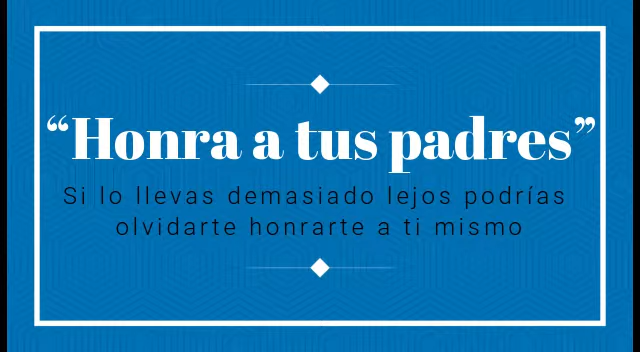 “Honra a tus padres”
Si lo llevas demasiado lejos podrías
olvidarte honrarte a ti mismo